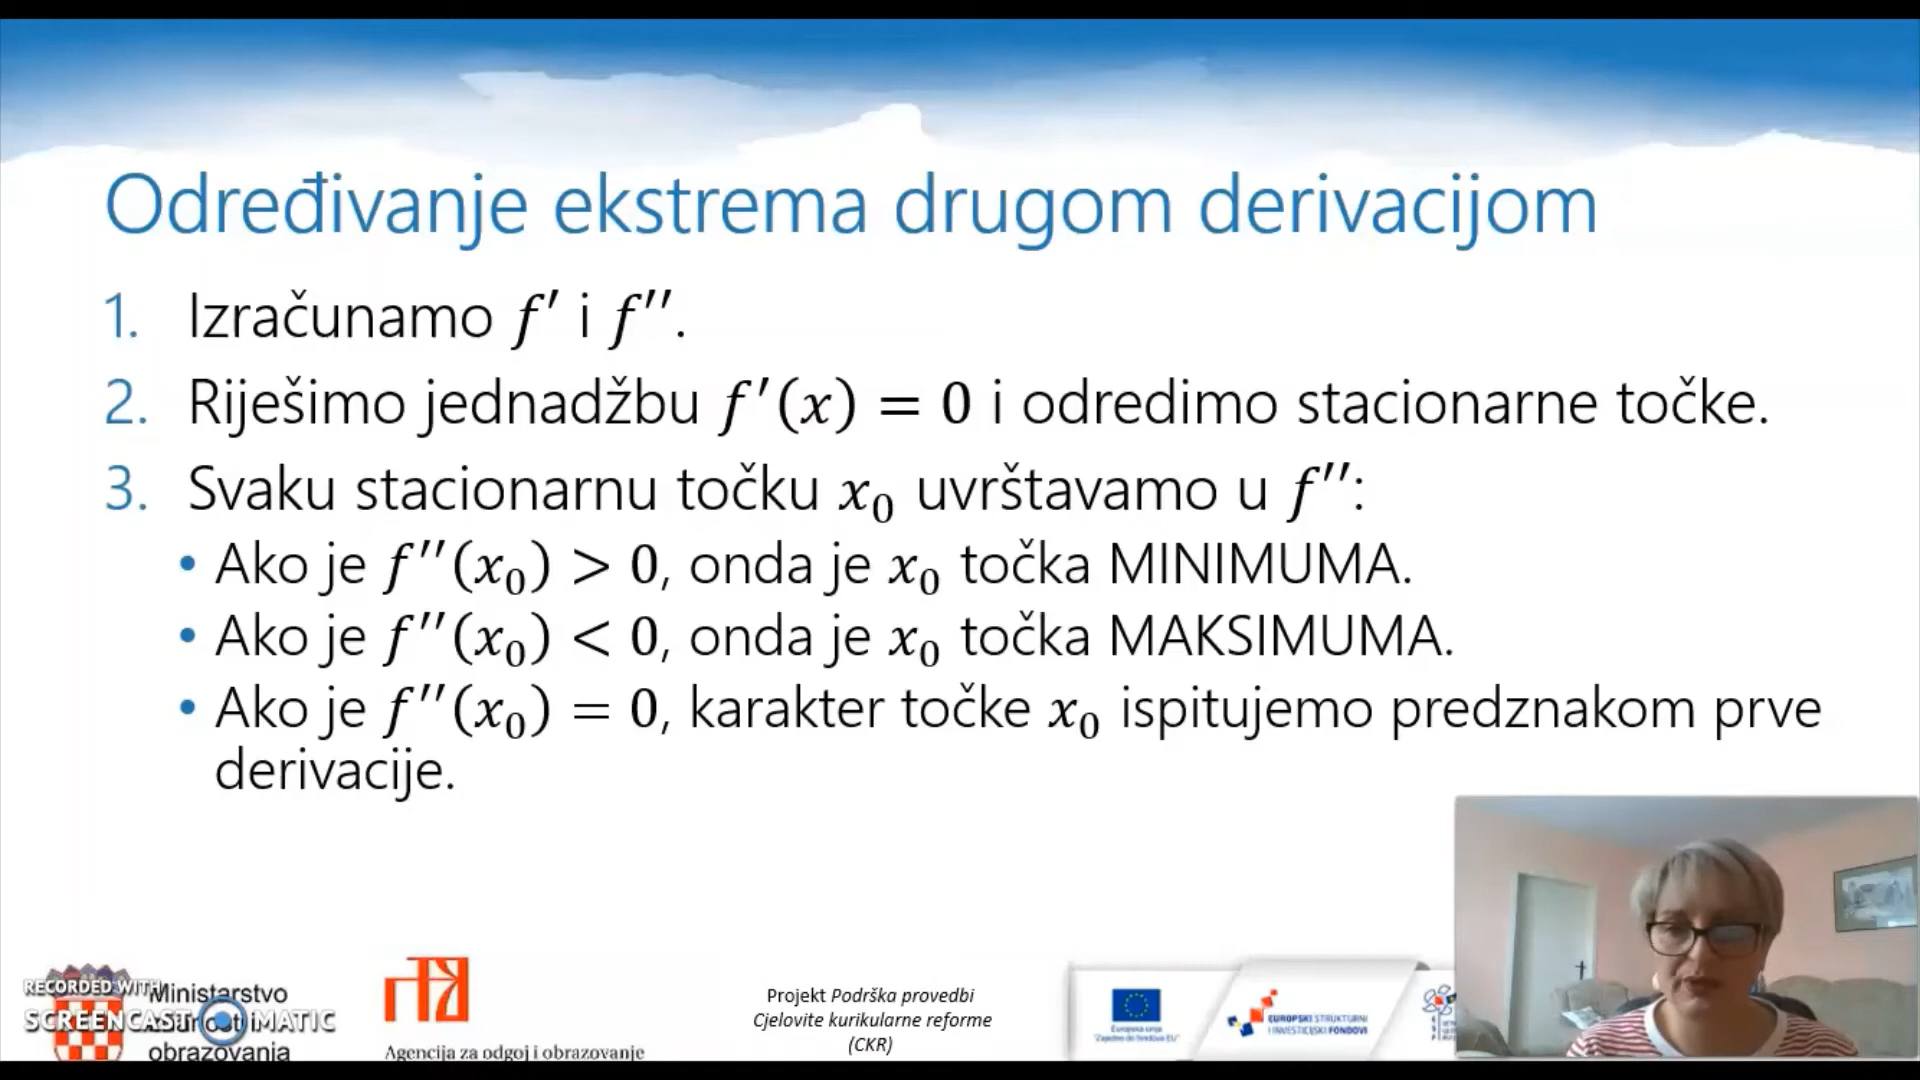 Određivanje ekstrema drugom derivacijom
1. Izračunamo f′ i f′′.
2. Riješimo jednadžbu f′(x) = 0 i odredimo stacionarne točke.
3. Svaku stacionarnu točku x₀ uvrštavamo u f′′:
• Ako je f′′(x₀) > 0, onda je x₀ točka MINIMUMA.
• Ako je f′′(x₀) < 0, onda je x₀ točka MAKSIMUMA.
• Ako je f′′(x₀) = 0, karakter točke x₀ ispitujemo predznakom prve
derivacije.
RECORDED WITH
SCREENCAST MATIC
Ministarstvo
obrazovanja
Agencija za odgoj i obrazovanje
Projekt Podrška provedbi
Cjelovite kurikularne reforme
(CKR)
Europska unija
"Zajedno do fondova EU"
EUROPSKI STRUKTURNI
I INVESTICIJSKI FONDOVI